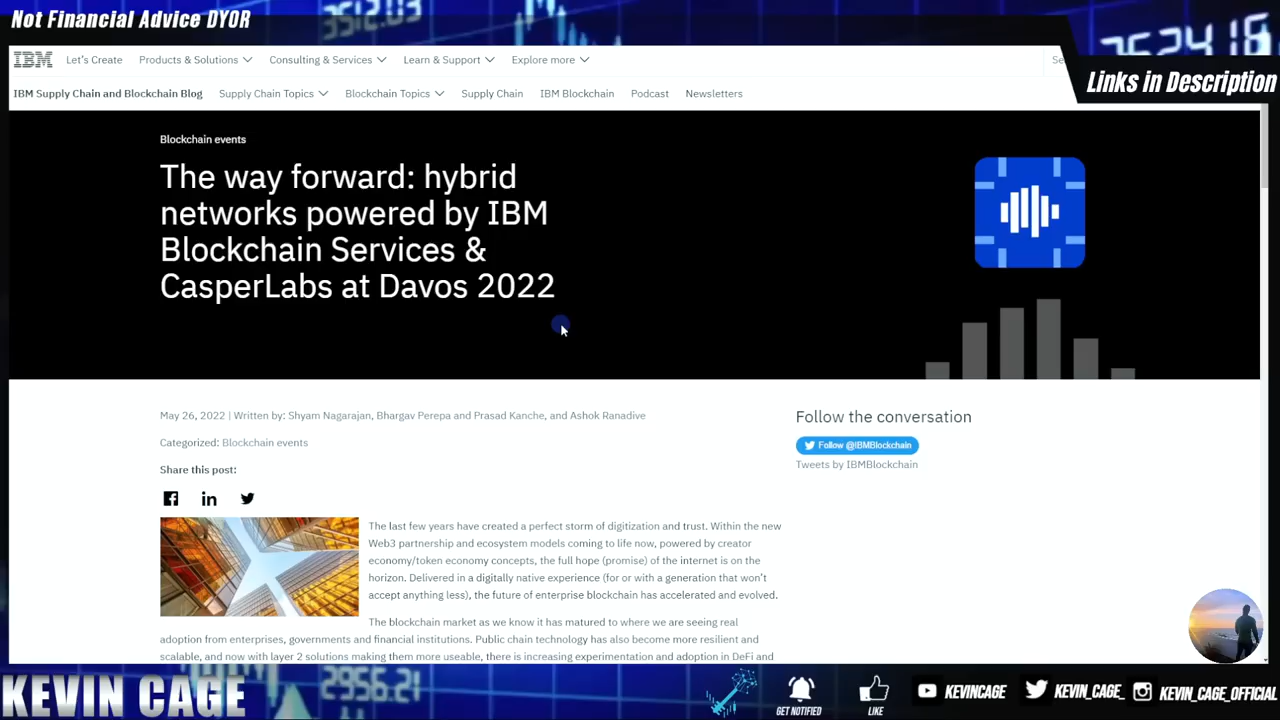 Not Financial Advice DYOR
3512.03
3524.16
Links in Description
IBM
Let's Create
Products & Solutions
Consulting & Services
Learn & Support
Explore more
IBM Supply Chain and Blockchain Blog
Supply Chain Topics
Blockchain Topics
Supply Chain
IBM Blockchain
Podcast
Newsletters
Blockchain events
The way forward: hybrid
networks powered by IBM
Blockchain Services &
CasperLabs at Davos 2022
May 26, 2022 | Written by: Shyam Nagarajan, Bhargav Perepa and Prasad Kanche, and Ashok Ranadive
Categorized: Blockchain events
Share this post:
Follow the conversation
Follow @IBMBlockchain
Tweets by IBMBlockchain
The last few years have created a perfect storm of digitization and trust. Within the new
Web3 partnership and ecosystem models coming to life now, powered by creator
economy/token economy concepts, the full hope (promise) of the internet is on the
horizon. Delivered in a digitally native experience (for or with a generation that won't
accept anything less), the future of enterprise blockchain has accelerated and evolved.
The blockchain market as we know it has matured to where we are seeing real
adoption from enterprises, governments and financial institutions. Public chain technology has also become more resilient and
scalable, and now with layer 2 solutions making them more useable, there is increasing experimentation and adoption in DeFi and
KEVIN CAGE
2956.21
GET NOTIFIED
LIKE
KEVINCAGE
KEVIN_CAGE_
KEVIN_CAGE_OFFICIAL